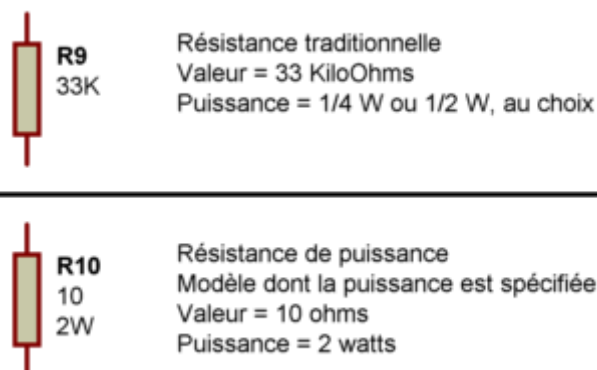 R9
33K
Résistance traditionnelle
Valeur = 33 KiloOhms
Puissance = 1/4 W ou 1/2 W, au choix
R10
10
2W
Résistance de puissance
Modèle dont la puissance est spécifiée
Valeur = 10 ohms
Puissance = 2 watts